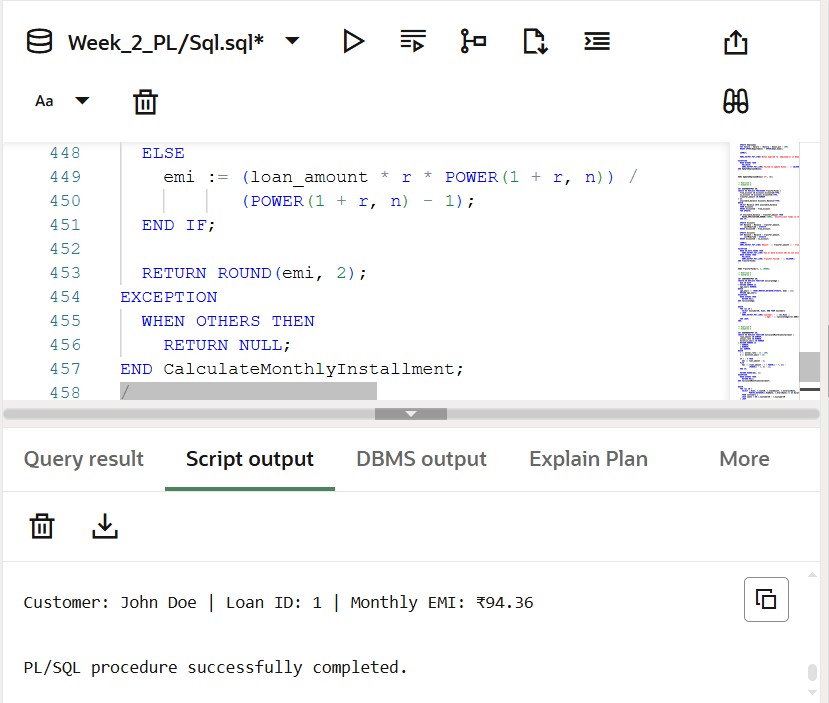 Week_2_PL/Sql.sql*
Aa
448 ELSE
449 emi := (loan_amount * r * POWER(1 + r, n)) /
450 (POWER(1 + r, n) - 1);
451 END IF;
452
453 RETURN ROUND(emi, 2);
454 EXCEPTION
455 WHEN OTHERS THEN
456 RETURN NULL;
457 END CalculateMonthlyInstallment;
458 /
Query result Script output DBMS output Explain Plan More
Customer: John Doe | Loan ID: 1 | Monthly EMI: ₹94.36
PL/SQL procedure successfully completed.